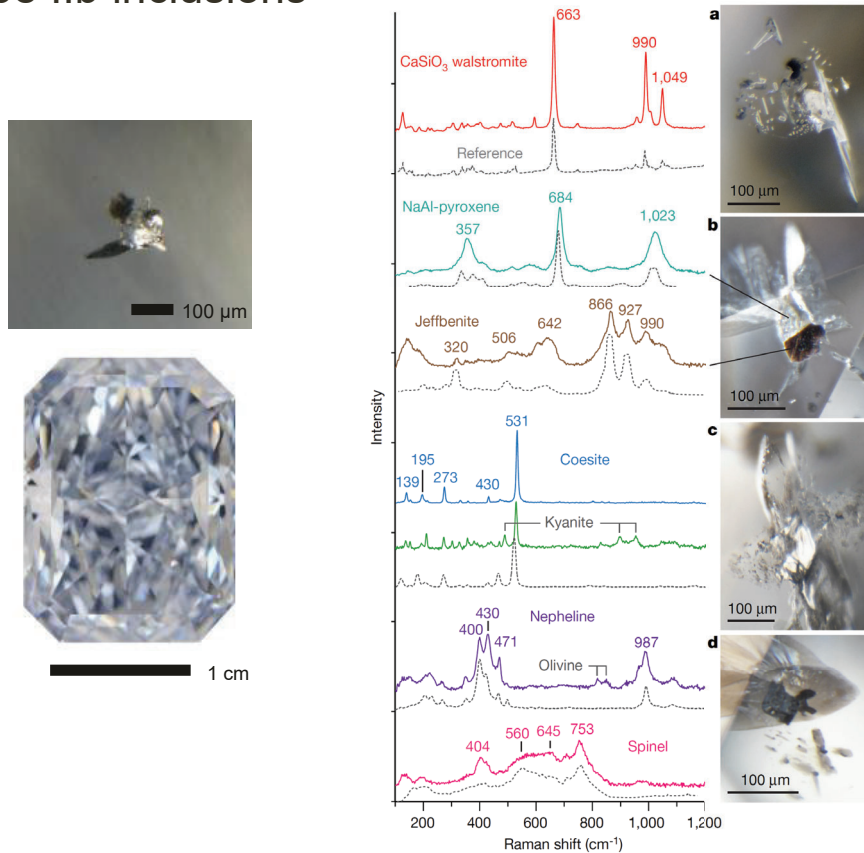 inclusions
100 µm
1 cm
663
990
1,049
CaSiO₃ walstromite
Reference
NaAl-pyroxene
357
684
1,023
Jeffbenite
320
506
642
866
927
990
531
139
195
273
430
Coesite
Kyanite
Nepheline
400
430
471
987
Olivine
Spinel
404
560
645
753
Intensity
200
400
600
800
1,000
1,200
Raman shift (cm⁻¹)
a
100 µm
b
100 µm
c
100 µm
d
100 µm